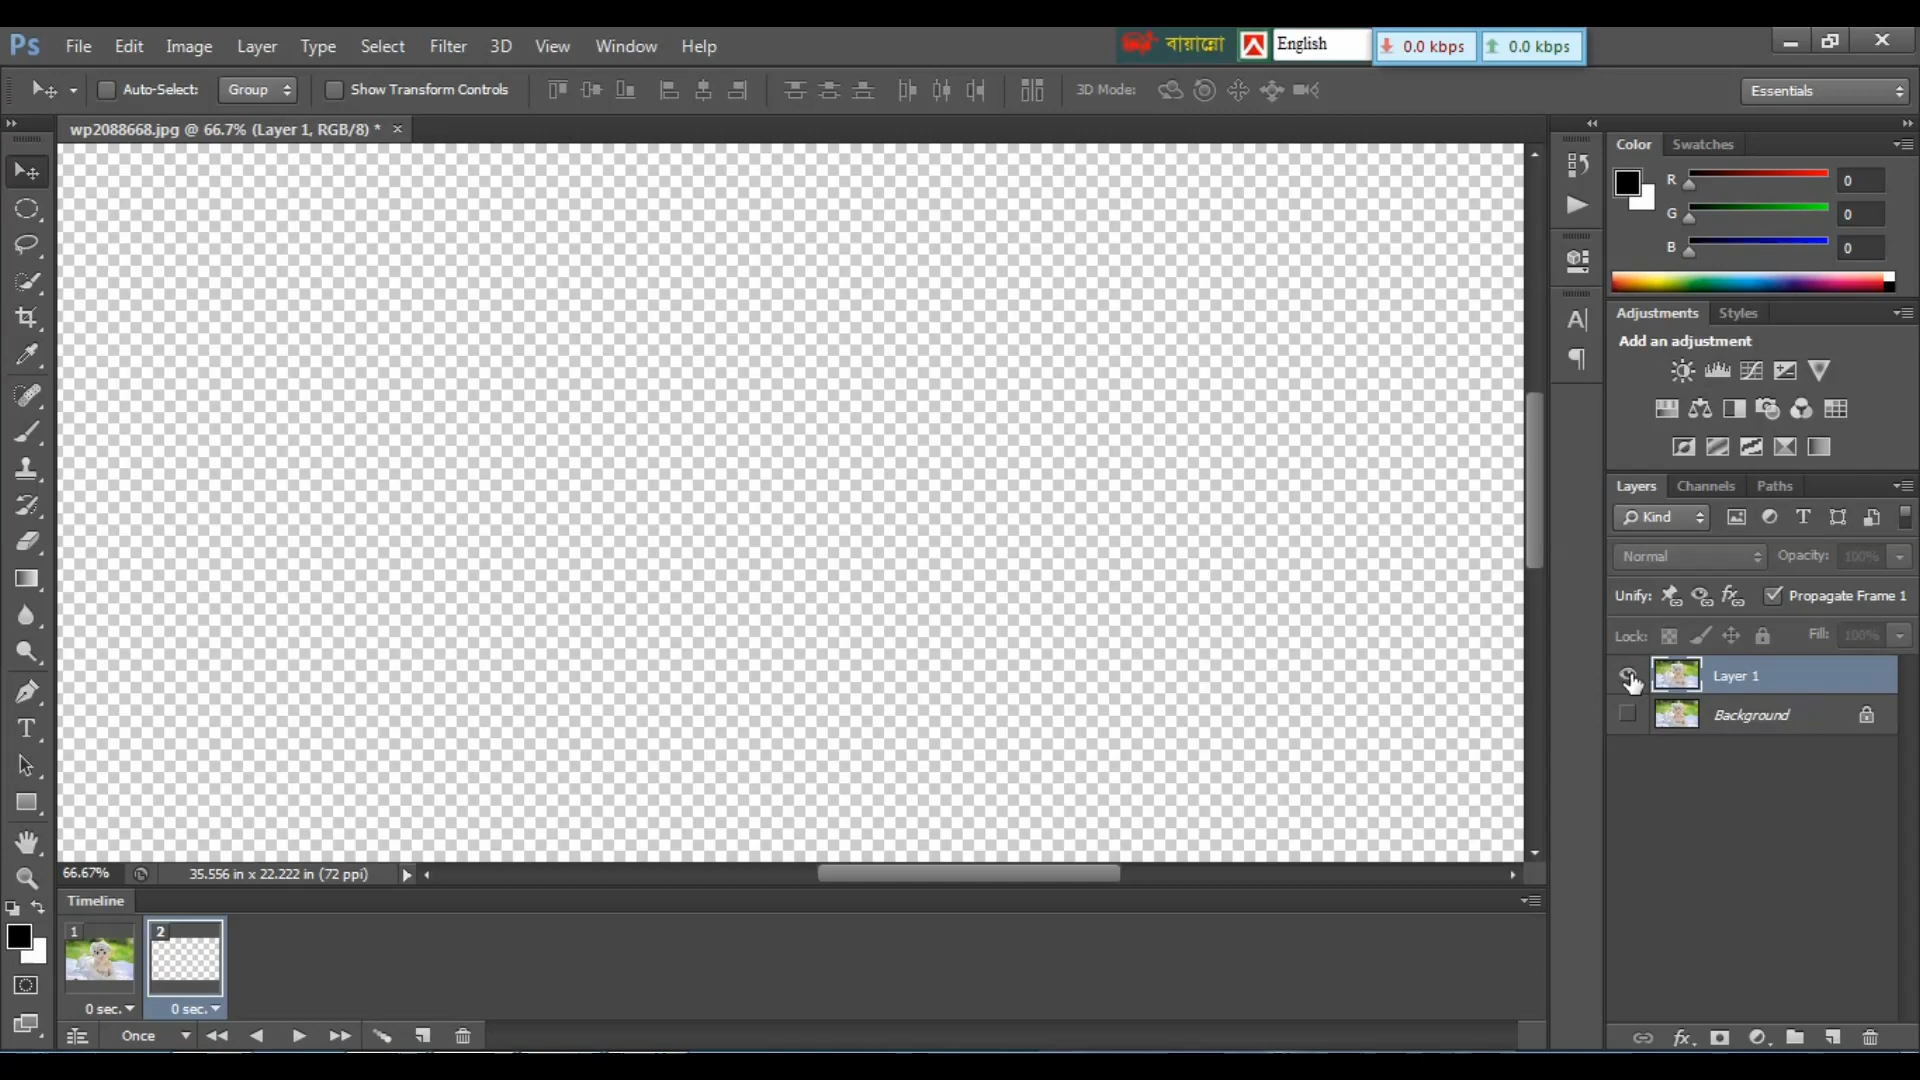 Ps File Edit Image Layer Type Select Filter 3D View Window Help
বায়ান্নো English 0.0 kbps 0.0 kbps
Auto-Select: Group Show Transform Controls 3D Mode: Essentials
wp2088668.jpg @ 66.7% (Layer 1, RGB/8) * ×
Color Swatches
R 0
G 0
B 0
Adjustments Styles
Add an adjustment
Layers Channels Paths
Kind
Normal Opacity: 100%
Unify: Propagate Frame 1
Lock: Fill: 100%
Layer 1
Background
66.67% 35.556 in x 22.222 in (72 ppi)
Timeline
1 2
0 sec. 0 sec.
Once